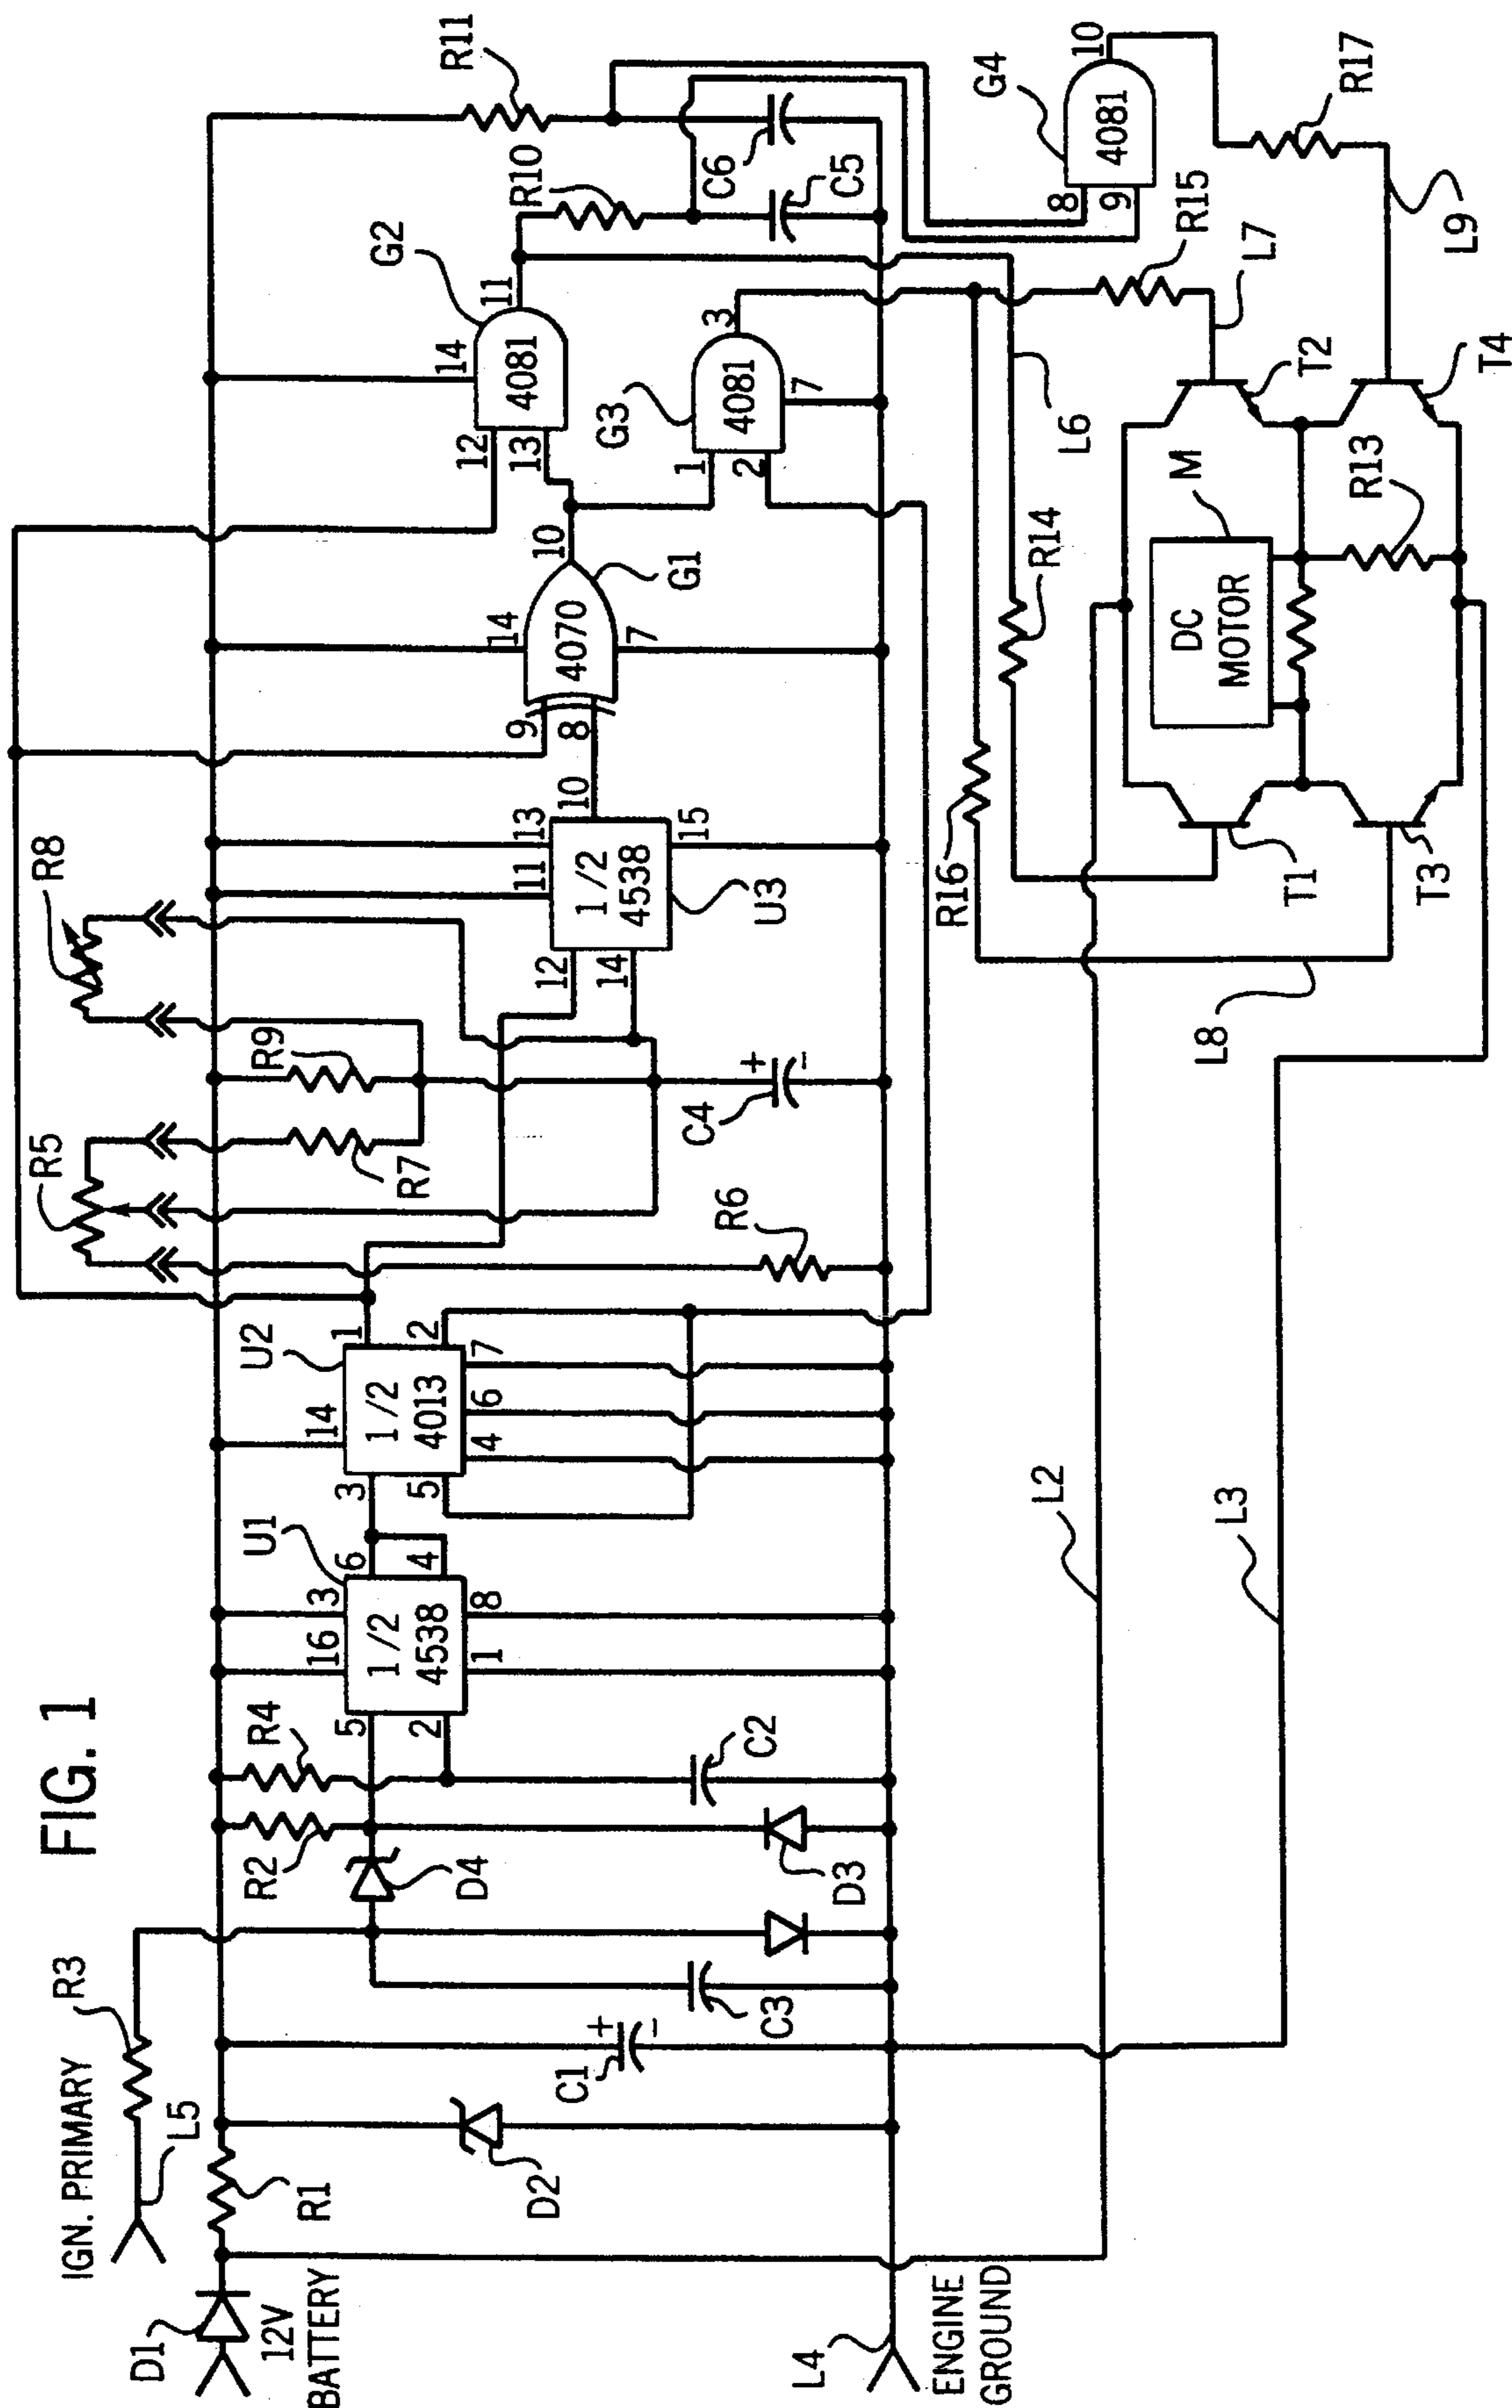 FIG. 1
IGN. PRIMARY
R3
L5
D1
12V
BATTERY
R1
D2
C1
+
−
C3
L4
ENGINE
GROUND
R2
R4
D4
D3
C2
U1
16
3
5
2
1/2
4538
6
4
1
8
U2
14
3
5
1/2
4013
1
2
4
6
7
R5
R6
R7
R9
R8
C4
+
−
11
13
12
14
1/2
4538
10
15
U3
9
8
14
4070
7
10
G1
12
13
14
4081
11
G2
1
2
4081
3
7
G3
R10
R11
C6
C5
G4
8
9
4081
10
R17
R15
L7
L9
L6
R14
R16
L8
L2
L3
T1
T2
T3
T4
M
DC
MOTOR
R13